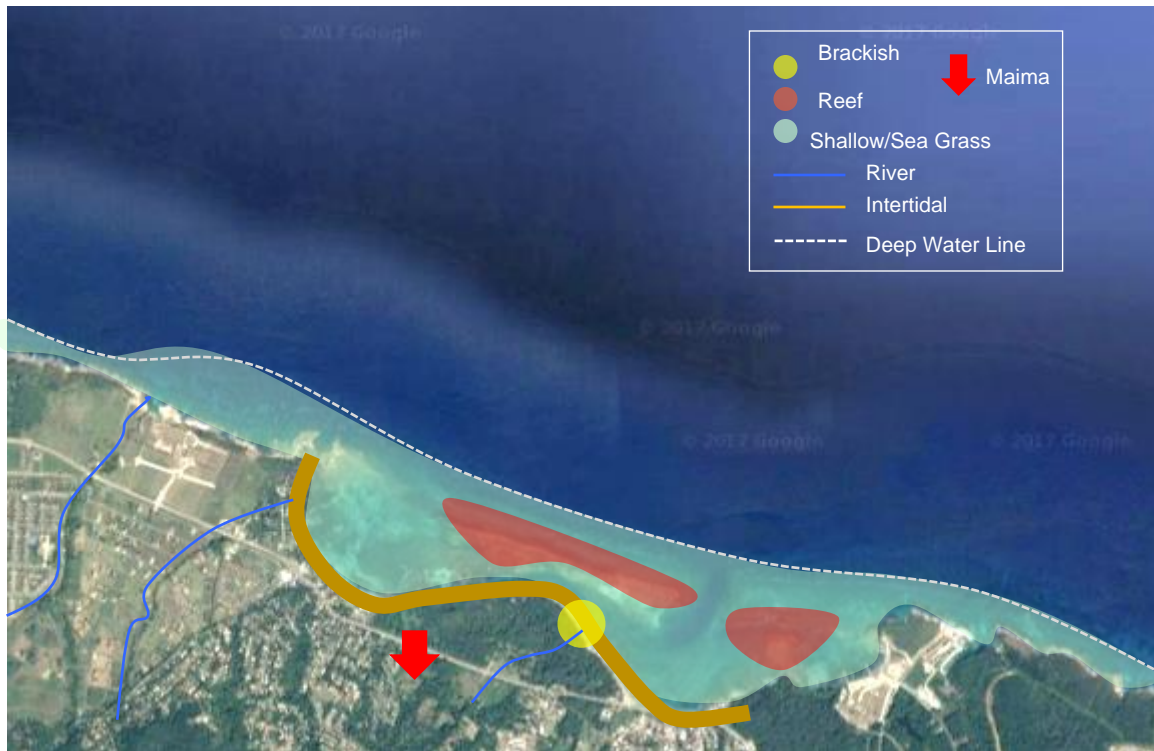 © 2017 Google
© 2017 Google
Brackish
Maima
Reef
Shallow/Sea Grass
River
Intertidal
Deep Water Line
© 2017 Google
© 2017 Google
© 2017 Google